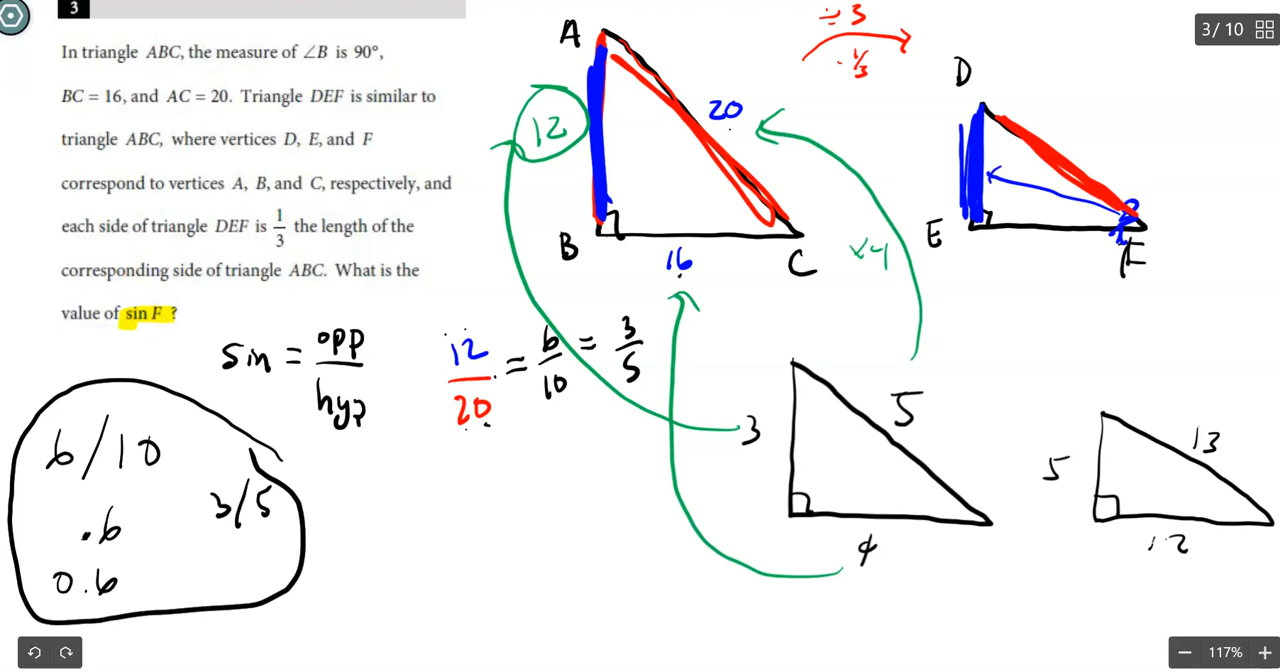 3
3 / 10
In triangle ABC, the measure of ∠B is 90°,
BC = 16, and AC = 20. Triangle DEF is similar to
triangle ABC, where vertices D, E, and F
correspond to vertices A, B, and C, respectively, and
each side of triangle DEF is 1/3 the length of the
corresponding side of triangle ABC. What is the
value of sin F ?
A
B
C
12
20
16
÷3
·1/3
D
E
F
×4
sin = opp/hyp
12/20 = 6/10 = 3/5
6/10
3/5
.6
0.6
3
5
4
5
13
12
117%